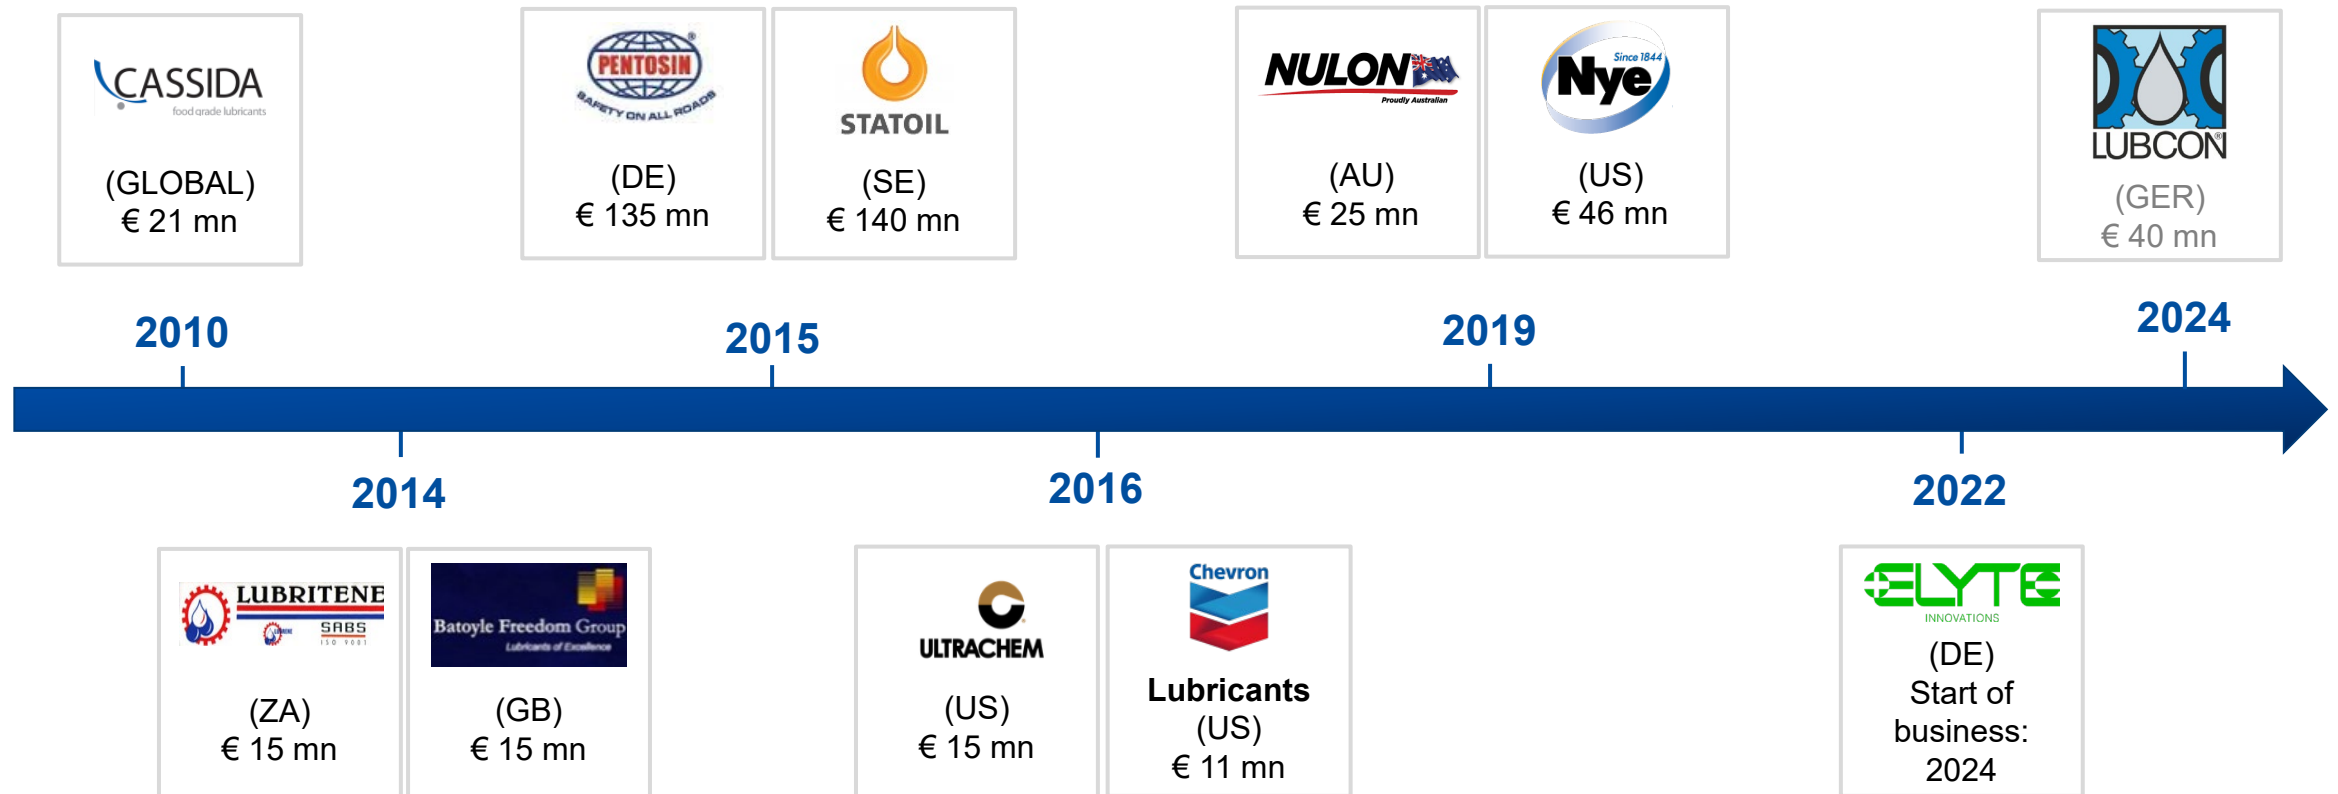 CASSIDA
food grade lubricants
(GLOBAL)
€ 21 mn
PENTOSIN
®
SAFETY ON ALL ROADS
(DE)
€ 135 mn
STATOIL
(SE)
€ 140 mn
NULON
Proudly Australian
(AU)
€ 25 mn
Since 1844
Nye
(US)
€ 46 mn
LUBCON®
(GER)
€ 40 mn
2010
2015
2019
2024
2014
2016
2022
LUBRITENE
SABS
ISO 9001
(ZA)
€ 15 mn
Batoyle Freedom Group
Lubricants of Excellence
(GB)
€ 15 mn
ULTRACHEM
(US)
€ 15 mn
Chevron
Lubricants
(US)
€ 11 mn
ELYTE
INNOVATIONS
(DE)
Start of
business:
2024